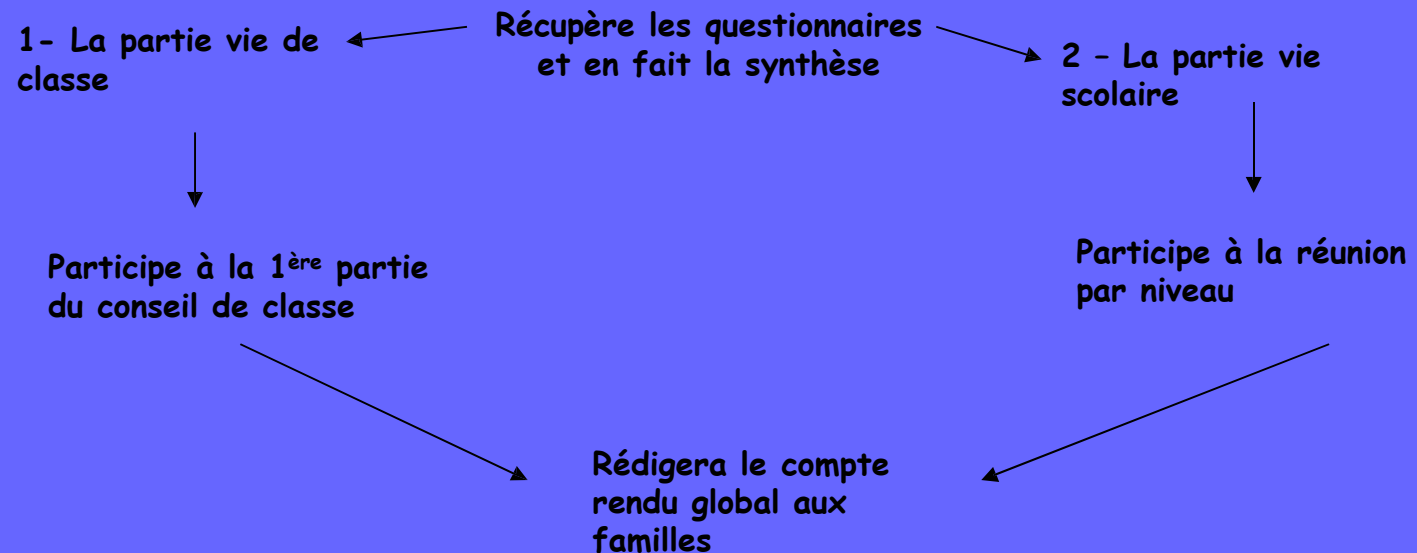 Récupère les questionnaires
et en fait la synthèse
1- La partie vie de
classe
2 – La partie vie
scolaire
Participe à la 1ère partie
du conseil de classe
Participe à la réunion
par niveau
Rédigera le compte
rendu global aux
familles